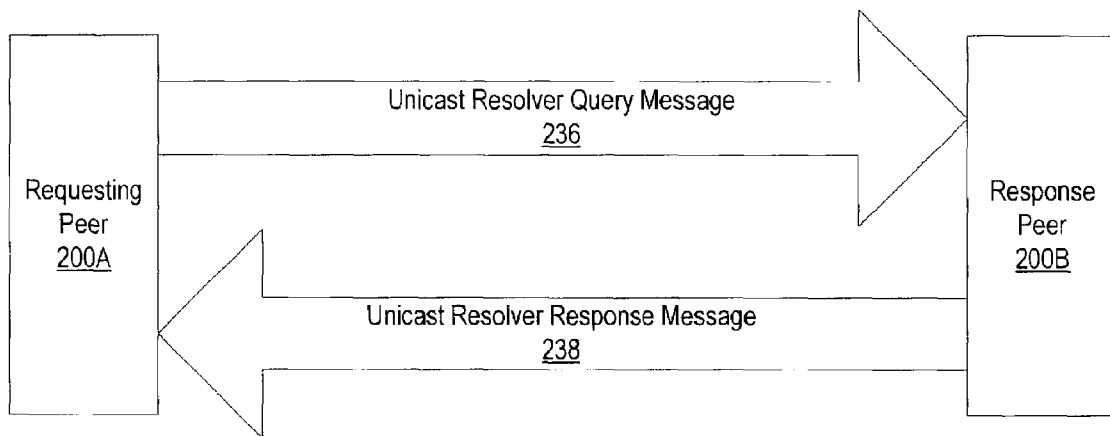 Requesting
Peer
200A
Unicast Resolver Query Message
236
Unicast Resolver Response Message
238
Response
Peer
200B